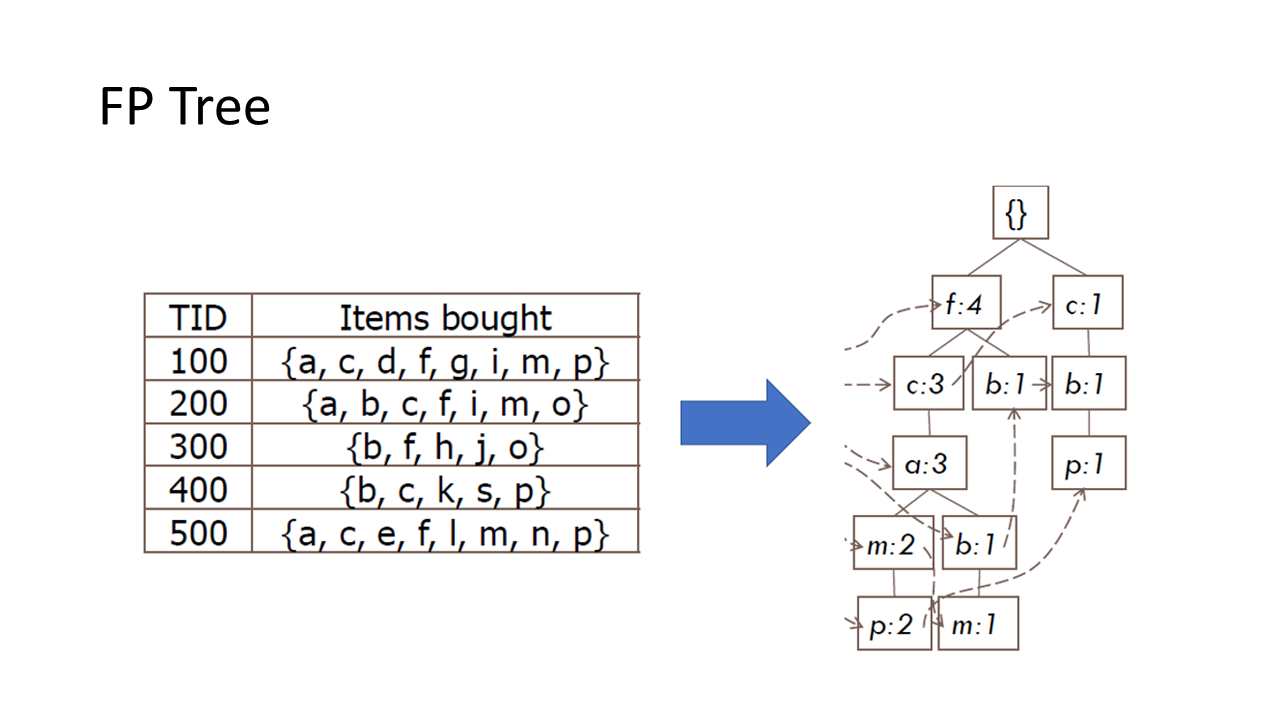 FP Tree
TID Items bought
100 {a, c, d, f, g, i, m, p}
200 {a, b, c, f, i, m, o}
300 {b, f, h, j, o}
400 {b, c, k, s, p}
500 {a, c, e, f, l, m, n, p}
{}
f:4 c:1
c:3 b:1 b:1
a:3 p:1
m:2 b:1
p:2 m:1